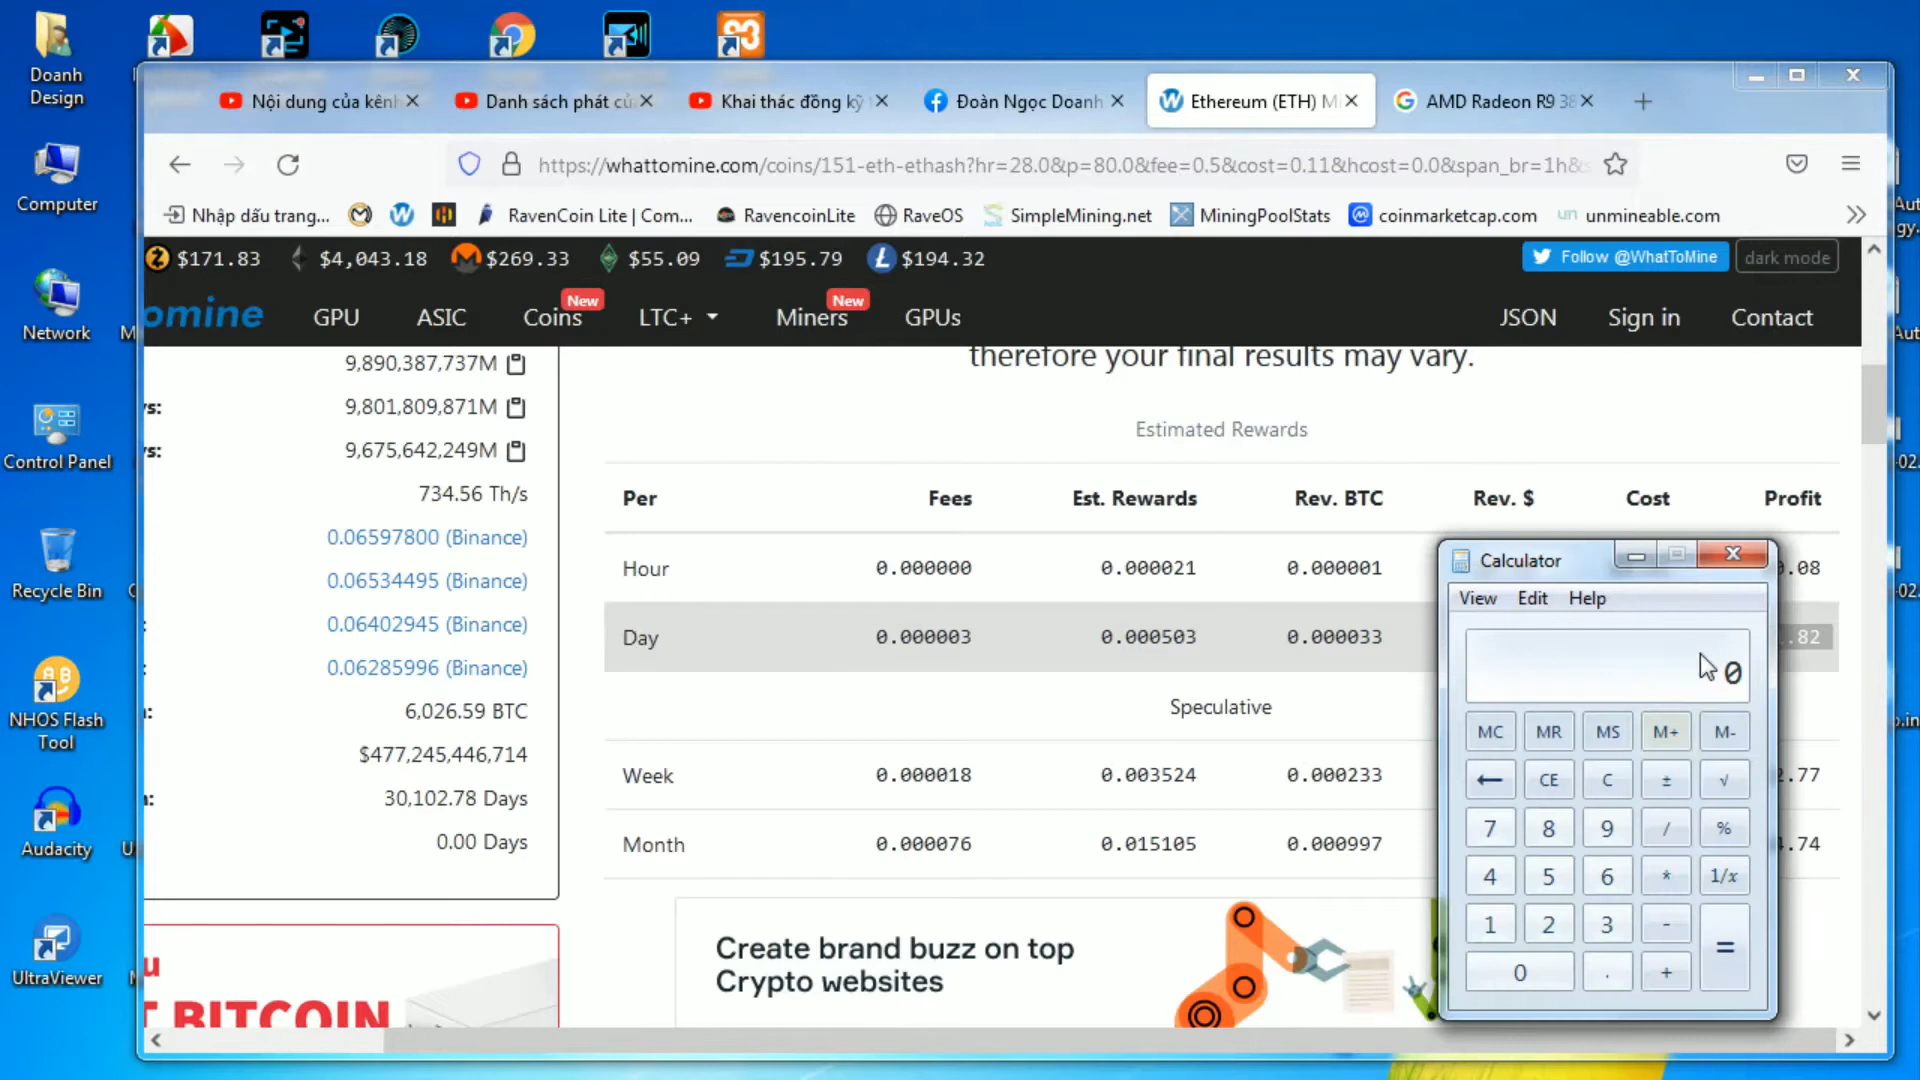 Doanh
Design
Computer
Network
Control Panel
Recycle Bin
NHOS Flash
Tool
Audacity
UltraViewer
Nội dung của kênh
Danh sách phát củ
Khai thác đồng kỹ
Đoàn Ngọc Doanh
Ethereum (ETH) M
AMD Radeon R9 38
https://whattomine.com/coins/151-eth-ethash?hr=28.0&p=80.0&fee=0.5&cost=0.11&hcost=0.0&span_br=1h&
Nhập dấu trang...
RavenCoin Lite | Com...
RavencoinLite
RaveOS
SimpleMining.net
MiningPoolStats
coinmarketcap.com
unmineable.com
$171.83
$4,043.18
$269.33
$55.09
$195.79
$194.32
Follow @WhatToMine
dark mode
omine
GPU
ASIC
Coins
New
LTC+
Miners
New
GPUs
JSON
Sign in
Contact
9,890,387,737M
s: 9,801,809,871M
s: 9,675,642,249M
734.56 Th/s
0.06597800 (Binance)
0.06534495 (Binance)
0.06402945 (Binance)
0.06285996 (Binance)
6,026.59 BTC
$477,245,446,714
30,102.78 Days
0.00 Days
T BITCOIN
therefore your final results may vary.
Estimated Rewards
Per Fees Est. Rewards Rev. BTC Rev. $ Cost Profit
Hour 0.000000 0.000021 0.000001 .08
Day 0.000003 0.000503 0.000033 .82
Speculative
Week 0.000018 0.003524 0.000233 2.77
Month 0.000076 0.015105 0.000997 .74
Create brand buzz on top
Crypto websites
Calculator
View Edit Help
0
MC MR MS M+ M-
← CE C ± √
7 8 9 / %
4 5 6 * 1/x
1 2 3 - =
0 . +